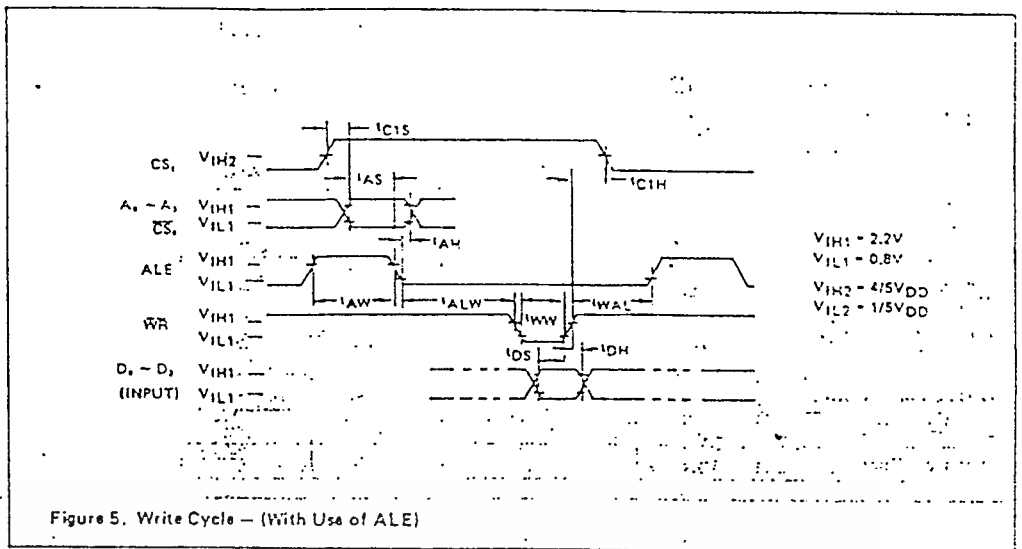 tC1S
CS₁ VIH2
tAS
tC1H
A₀ ~ A₃ VIH1
CS₀ VIL1
tAH
VIH1 = 2.2V
VIL1 = 0.8V
VIH2 = 4/5VDD
VIL2 = 1/5VDD
ALE VIH1
VIL1
tAW tALW tWW tWAL
WR VIH1
VIL1
tDS tDH
D₀ ~ D₃ VIH1
(INPUT) VIL1
Figure 5. Write Cycle — (With Use of ALE)